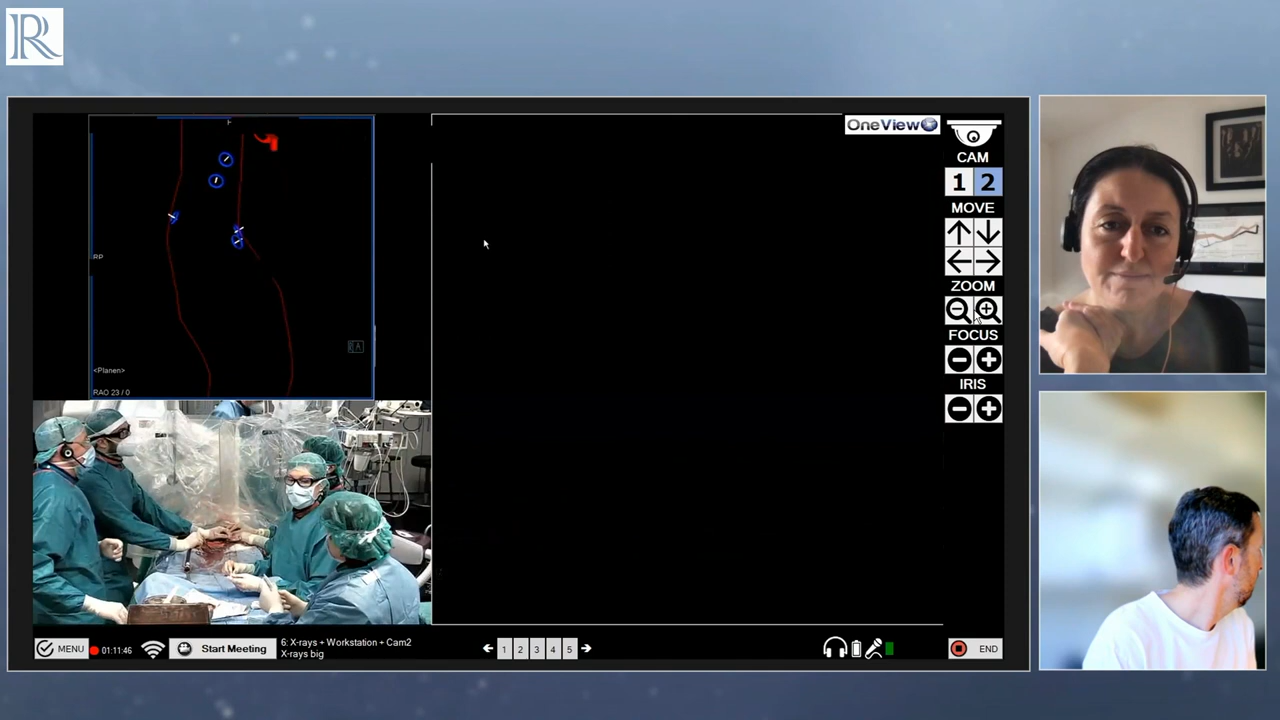 R
OneView
CAM
1 2
MOVE
ZOOM
FOCUS
IRIS
RP
A
<Planen>
RAO 23 / 0
MENU
01:11:46
Start Meeting
6: X-rays + Workstation + Cam2
X-rays big
1 2 3 4 5
END